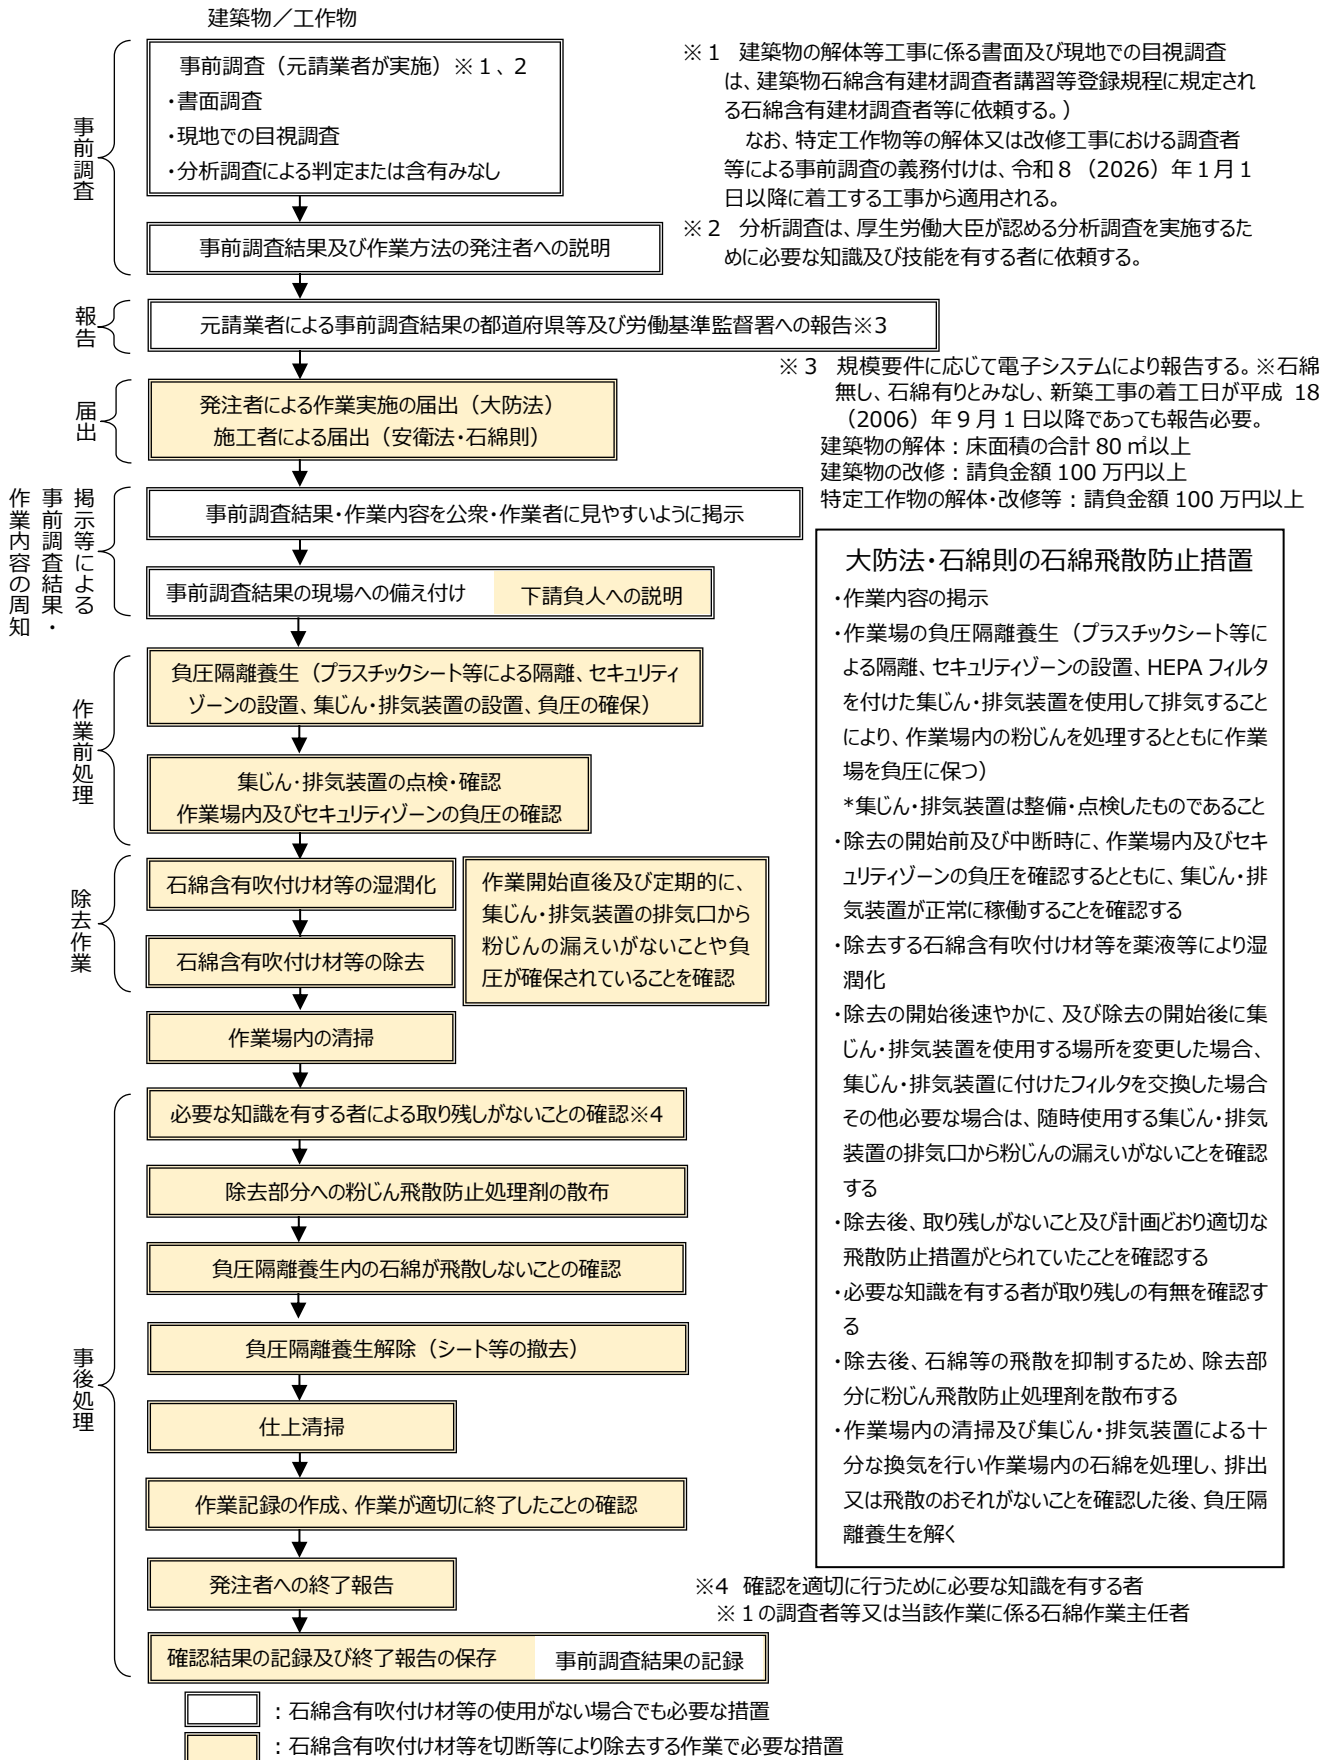 建築物／工作物
事前調査
事前調査（元請業者が実施）※１、２
・書面調査
・現地での目視調査
・分析調査による判定または含有みなし
事前調査結果及び作業方法の発注者への説明
※１　建築物の解体等工事に係る書面及び現地での目視調査
は、建築物石綿含有建材調査者講習等登録規程に規定され
る石綿含有建材調査者等に依頼する。）
なお、特定工作物等の解体又は改修工事における調査者
等による事前調査の義務付けは、令和８（2026）年１月１
日以降に着工する工事から適用される。
※２　分析調査は、厚生労働大臣が認める分析調査を実施するた
めに必要な知識及び技能を有する者に依頼する。
報告
元請業者による事前調査結果の都道府県等及び労働基準監督署への報告※3
※３　規模要件に応じて電子システムにより報告する。※石綿
無し、石綿有りとみなし、新築工事の着工日が平成 18
（2006）年９月１日以降であっても報告必要。
建築物の解体：床面積の合計 80 ㎡以上
建築物の改修：請負金額 100 万円以上
特定工作物の解体・改修等：請負金額 100 万円以上
届出
発注者による作業実施の届出（大防法）
施工者による届出（安衛法・石綿則）
掲示等による
事前調査結果・
作業内容の周知
事前調査結果・作業内容を公衆・作業者に見やすいように掲示
事前調査結果の現場への備え付け
下請負人への説明
作業前処理
負圧隔離養生（プラスチックシート等による隔離、セキュリティ
ゾーンの設置、集じん・排気装置の設置、負圧の確保）
集じん・排気装置の点検・確認
作業場内及びセキュリティゾーンの負圧の確認
除去作業
石綿含有吹付け材等の湿潤化
石綿含有吹付け材等の除去
作業開始直後及び定期的に、
集じん・排気装置の排気口から
粉じんの漏えいがないことや負
圧が確保されていることを確認
作業場内の清掃
事後処理
必要な知識を有する者による取り残しがないことの確認※4
除去部分への粉じん飛散防止処理剤の散布
負圧隔離養生内の石綿が飛散しないことの確認
負圧隔離養生解除（シート等の撤去）
仕上清掃
作業記録の作成、作業が適切に終了したことの確認
発注者への終了報告
確認結果の記録及び終了報告の保存
事前調査結果の記録
大防法・石綿則の石綿飛散防止措置
・作業内容の掲示
・作業場の負圧隔離養生（プラスチックシート等に
よる隔離、セキュリティゾーンの設置、HEPA フィルタ
を付けた集じん・排気装置を使用して排気すること
により、作業場内の粉じんを処理するとともに作業
場を負圧に保つ）
*集じん・排気装置は整備・点検したものであること
・除去の開始前及び中断時に、作業場内及びセキ
ュリティゾーンの負圧を確認するとともに、集じん・排
気装置が正常に稼働することを確認する
・除去する石綿含有吹付け材等を薬液等により湿
潤化
・除去の開始後速やかに、及び除去の開始後に集
じん・排気装置を使用する場所を変更した場合、
集じん・排気装置に付けたフィルタを交換した場合
その他必要な場合は、随時使用する集じん・排気
装置の排気口から粉じんの漏えいがないことを確認
する
・除去後、取り残しがないこと及び計画どおり適切な
飛散防止措置がとられていたことを確認する
・必要な知識を有する者が取り残しの有無を確認す
る
・除去後、石綿等の飛散を抑制するため、除去部
分に粉じん飛散防止処理剤を散布する
・作業場内の清掃及び集じん・排気装置による十
分な換気を行い作業場内の石綿を処理し、排出
又は飛散のおそれがないことを確認した後、負圧隔
離養生を解く
※4　確認を適切に行うために必要な知識を有する者
※１の調査者等又は当該作業に係る石綿作業主任者
：石綿含有吹付け材等の使用がない場合でも必要な措置
：石綿含有吹付け材等を切断等により除去する作業で必要な措置